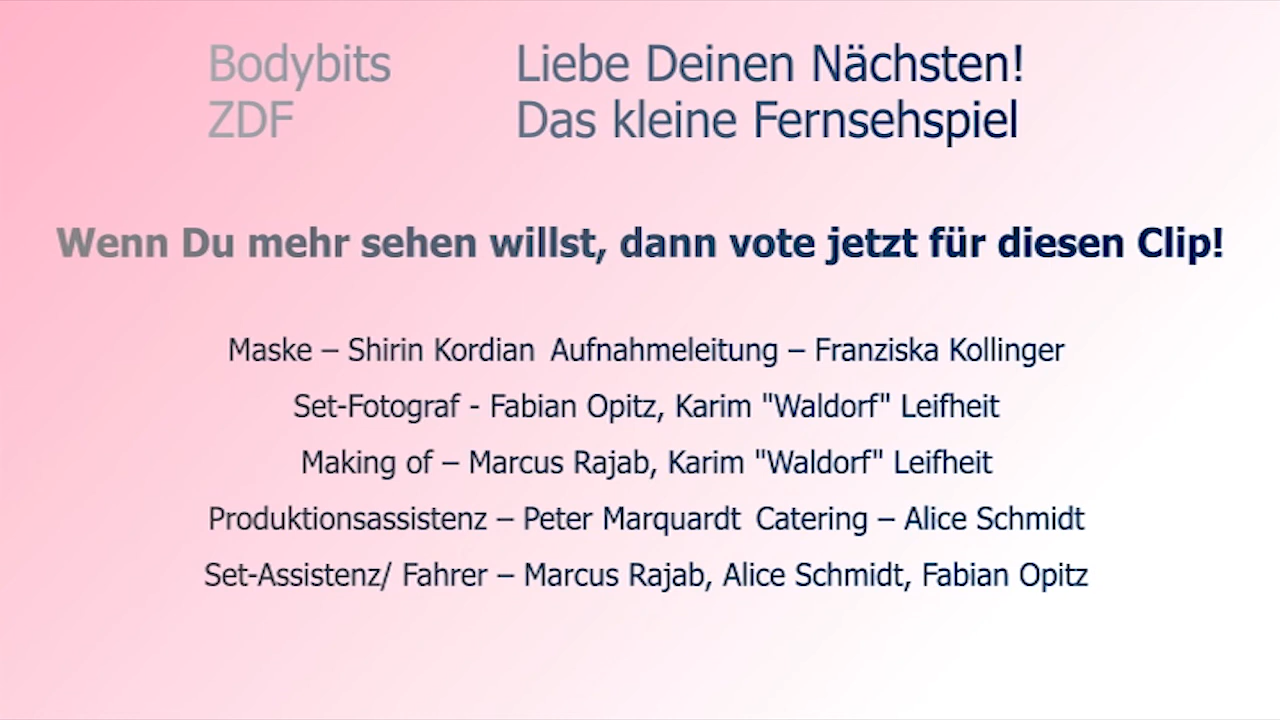 Bodybits Liebe Deinen Nächsten!
ZDF Das kleine Fernsehspiel
Wenn Du mehr sehen willst, dann vote jetzt für diesen Clip!
Maske – Shirin Kordian Aufnahmeleitung – Franziska Kollinger
Set-Fotograf - Fabian Opitz, Karim "Waldorf" Leifheit
Making of – Marcus Rajab, Karim "Waldorf" Leifheit
Produktionsassistenz – Peter Marquardt Catering – Alice Schmidt
Set-Assistenz/ Fahrer – Marcus Rajab, Alice Schmidt, Fabian Opitz